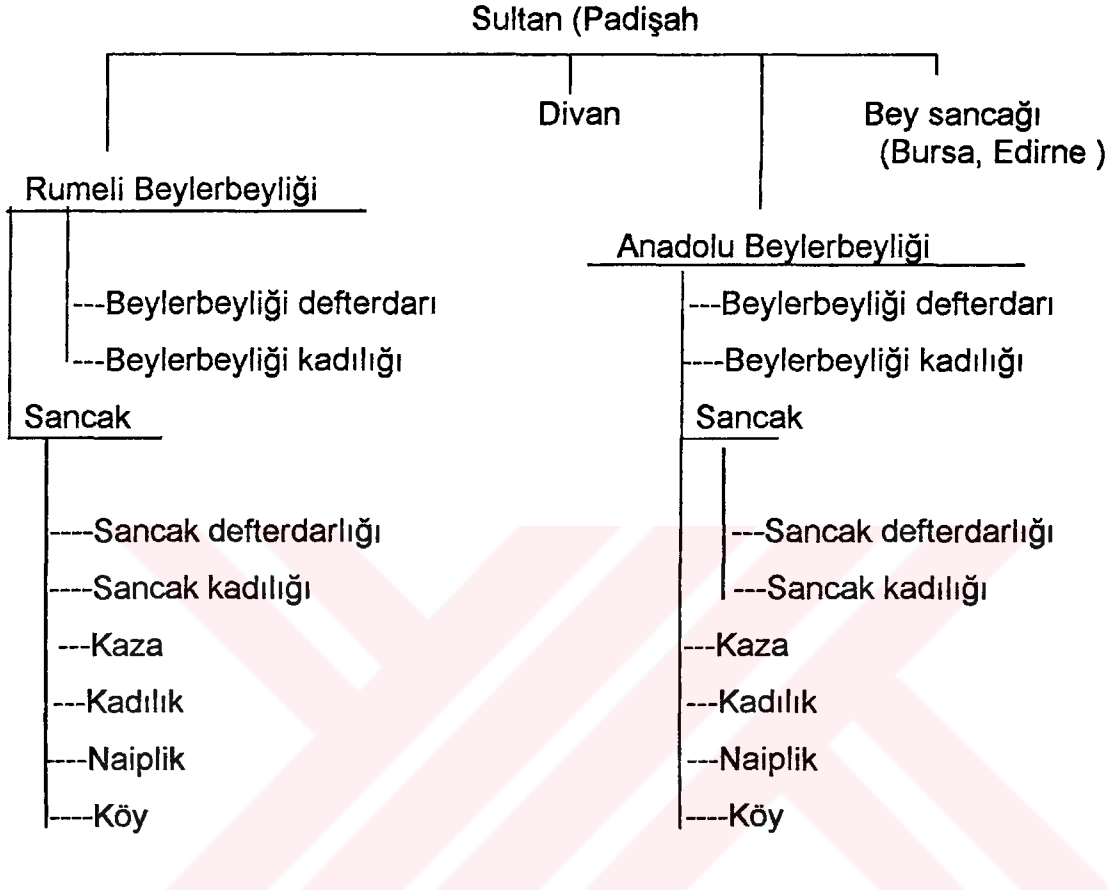 Sultan (Padişah
Divan
Bey sancağı
(Bursa, Edirne )
Rumeli Beylerbeyliği
---Beylerbeyliği defterdarı
---Beylerbeyliği kadılığı
Sancak
----Sancak defterdarlığı
----Sancak kadılığı
---Kaza
---Kadılık
----Naiplik
----Köy
Anadolu Beylerbeyliği
---Beylerbeyliği defterdarı
----Beylerbeyliği kadılığı
Sancak
---Sancak defterdarlığı
---Sancak kadılığı
---Kaza
---Kadılık
---Naiplik
----Köy